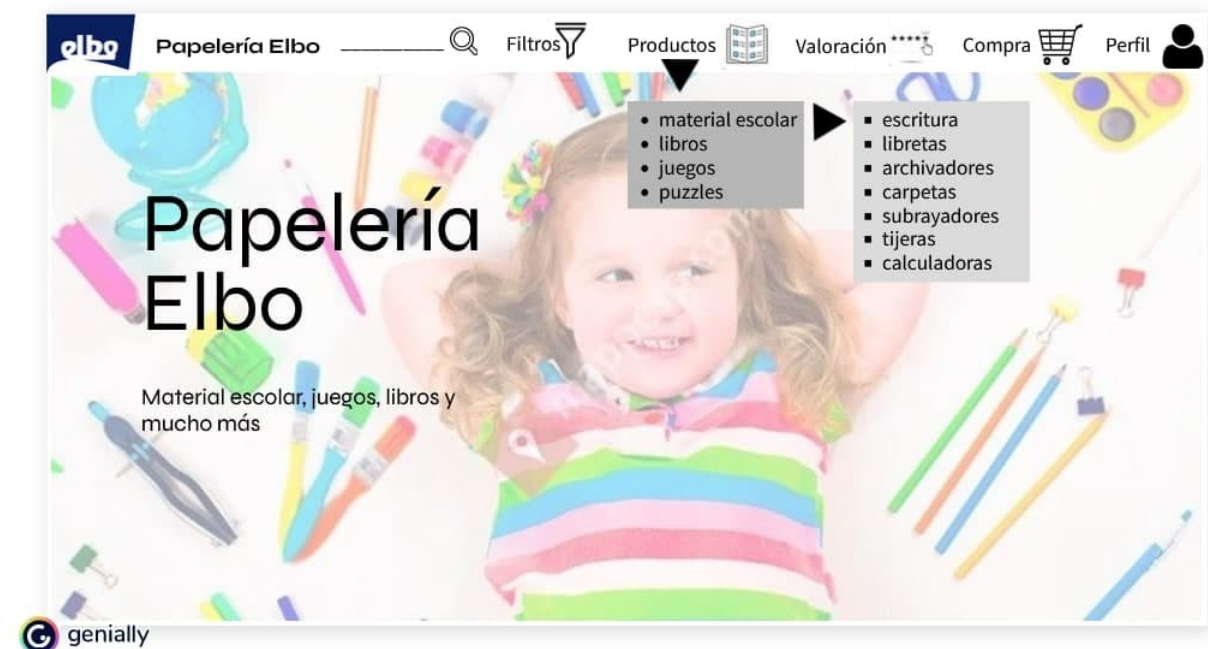 elbo
Papelería Elbo
Filtros
Productos
Valoración *****
Compra
Perfil
material escolar
libros
juegos
puzzles
escritura
libretas
archivadores
carpetas
subrayadores
tijeras
calculadoras
Papelería
Elbo
Material escolar, juegos, libros y
mucho más
genially